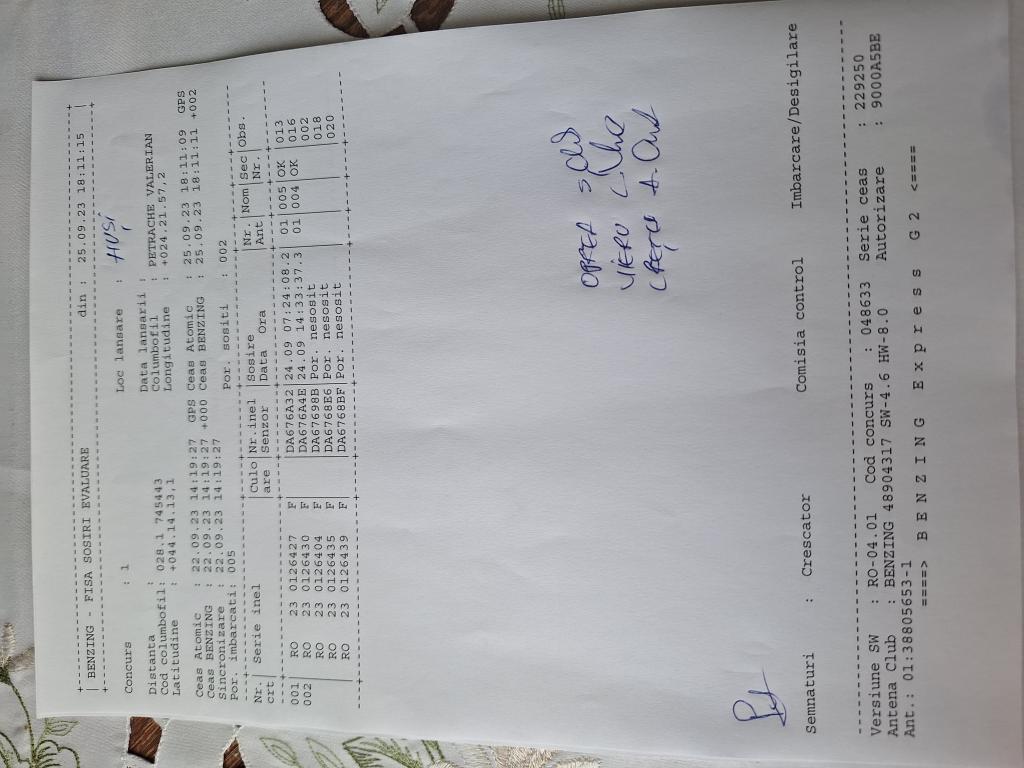 | BENZING - FISA SOSIRI EVALUARE din : 25.09.23 18:11:15 |
Concurs : 1 Loc lansare : HUSI
Distanta : Data lansarii :
Cod columbofil: 028.1 745443 Columbofil : PETRACHE VALERIAN
Latitudine : +044.14.13,1 Longitudine : +024.21.57,2
Ceas Atomic : 22.09.23 14:19:27 GPS Ceas Atomic : 25.09.23 18:11:09 GPS
Ceas BENZING : 22.09.23 14:19:27 +000 Ceas BENZING : 25.09.23 18:11:11 +002
Sincronizare : 22.09.23 14:19:27
Por. imbarcati: 005 Por. sositi : 002
Nr.| Serie inel |Culo|Nr.inel |Sosire |Nr.|Nom|Sec|Obs.
crt| |are |Senzor |Data Ora |Ant| |Nr.|
001| RO 23 0126427 F |DA676A32|24.09 07:24:08,2| 01|005|OK |013
002| RO 23 0126430 F |DA676A4E|24.09 14:33:37,3| 01|004|OK |016
| RO 23 0126404 F |DA67698B|Por. nesosit | | | |002
| RO 23 0126435 F |DA6768E6|Por. nesosit | | | |018
| RO 23 0126439 F |DA6768BF|Por. nesosit | | | |020
Semnaturi : Crescator Comisia control Imbarcare/Desigilare
Versiune SW : RO-04.01 Cod concurs : 048633 Serie ceas : 229250
Antena Club : BENZING 48904317 SW-4.6 HW-8.0 Autorizare : 9000A5BE
Ant.: 01:38805653-1
====> B E N Z I N G E x p r e s s G 2 <====